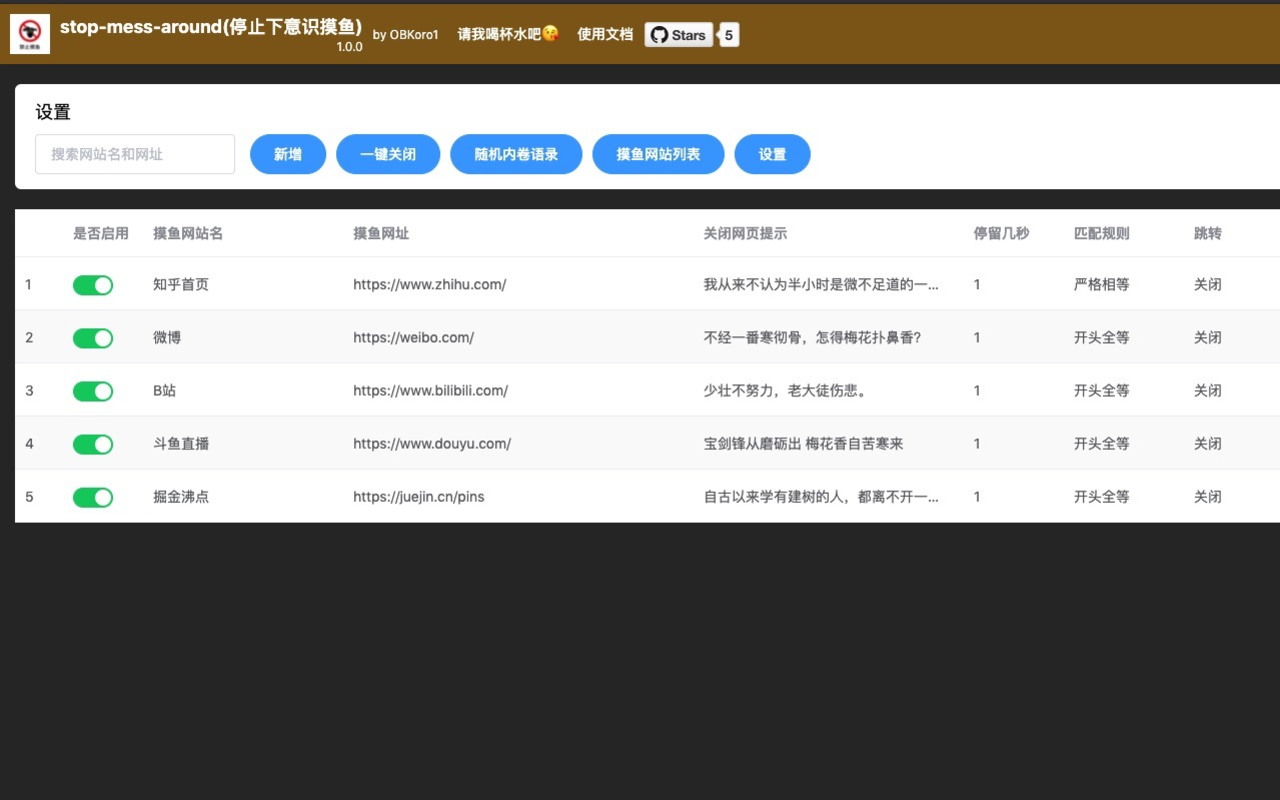 stop-mess-around(停止下意识摸鱼)
1.0.0
by OBKoro1 请我喝杯水吧😘 使用文档 Stars 5
设置
搜索网站名和网址 新增 一键关闭 随机内卷语录 摸鱼网站列表 设置
是否启用 摸鱼网站名 摸鱼网址 关闭网页提示 停留几秒 匹配规则 跳转
1 知乎首页 https://www.zhihu.com/ 我从来不认为半小时是微不足道的一... 1 严格相等 关闭
2 微博 https://weibo.com/ 不经一番寒彻骨，怎得梅花扑鼻香？ 1 开头全等 关闭
3 B站 https://www.bilibili.com/ 少壮不努力，老大徒伤悲。 1 开头全等 关闭
4 斗鱼直播 https://www.douyu.com/ 宝剑锋从磨砺出 梅花香自苦寒来 1 开头全等 关闭
5 掘金沸点 https://juejin.cn/pins 自古以来学有建树的人，都离不开一... 1 开头全等 关闭